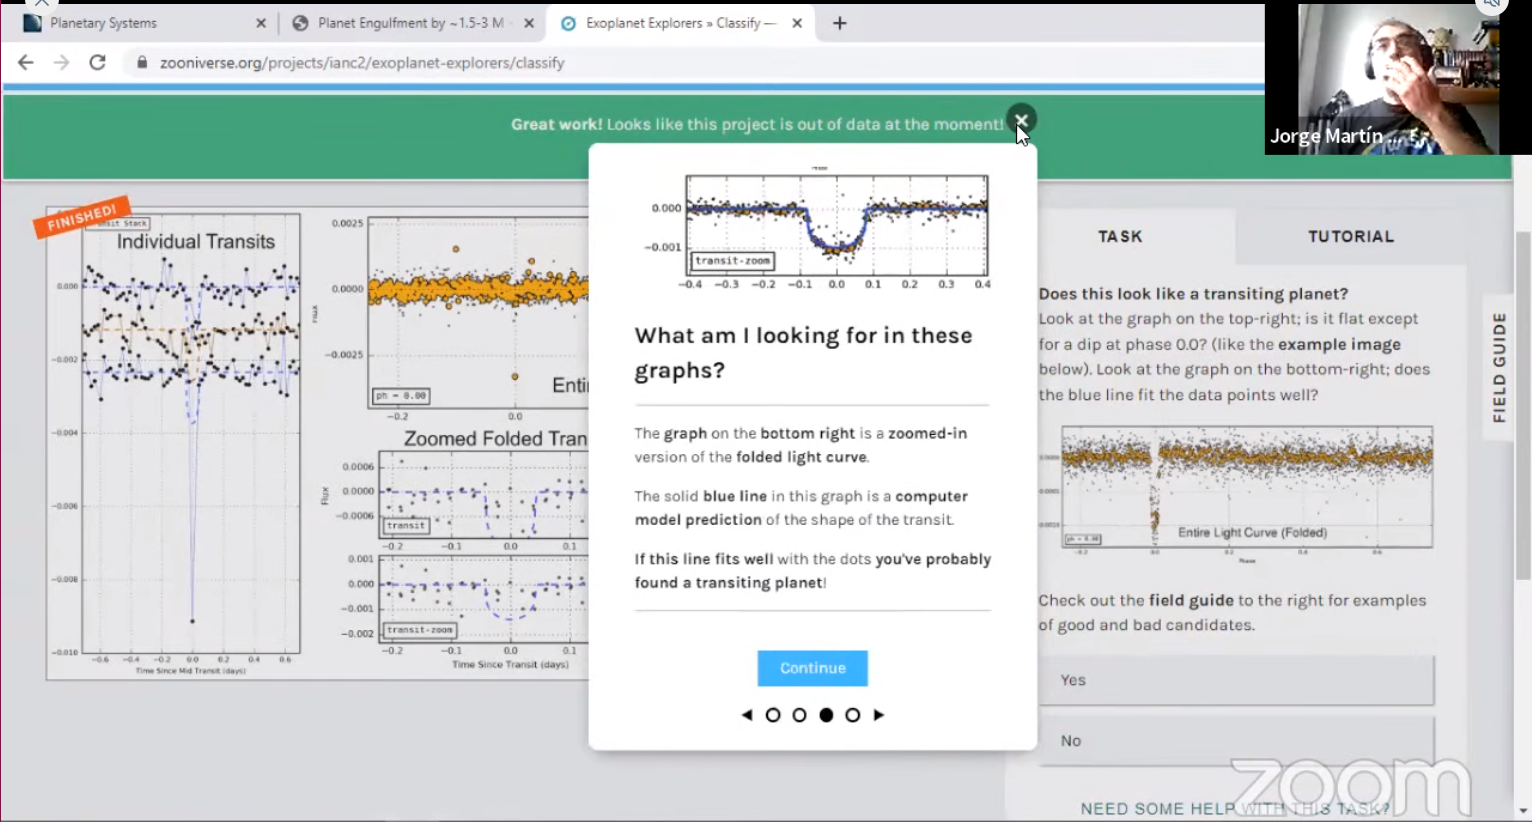 Planetary Systems
Planet Engulfment by ~1.5-3 M
Exoplanet Explorers » Classify —
zooniverse.org/projects/ianc2/exoplanet-explorers/classify
Jorge Martín ...
Great work! Looks like this project is out of data at the moment!
FINISHED!
Individual Transits
0.000
-0.002
-0.004
-0.006
-0.008
-0.010
-0.6 -0.4 -0.2 0.0 0.2 0.4 0.6
Time Since Mid Transit (days)
0.0025
0.0000
-0.0025
Flux
ph = 0.00
Enti
-0.2 0.0
Zoomed Folded Tran
0.0006
0.0000
-0.0006
Flux
transit
-0.2 -0.1 0.0 0.1
0.001
0.000
-0.001
-0.002
transit-zoom
-0.2 -0.1 0.0 0.1
Time Since Transit (days)
0.000
-0.001
transit-zoom
-0.4 -0.3 -0.2 -0.1 0.0 0.1 0.2 0.3 0.4
What am I looking for in these
graphs?
The graph on the bottom right is a zoomed-in
version of the folded light curve.
The solid blue line in this graph is a computer
model prediction of the shape of the transit.
If this line fits well with the dots you've probably
found a transiting planet!
Continue
TASK
TUTORIAL
Does this look like a transiting planet?
Look at the graph on the top-right; is it flat except
for a dip at phase 0.0? (like the example image
below). Look at the graph on the bottom-right; does
the blue line fit the data points well?
Entire Light Curve (Folded)
ph = 0.00
-0.2 0.0 0.2 0.4 0.6
Phase
Check out the field guide to the right for examples
of good and bad candidates.
Yes
No
NEED SOME HELP WITH THIS TASK?
FIELD GUIDE
zoom